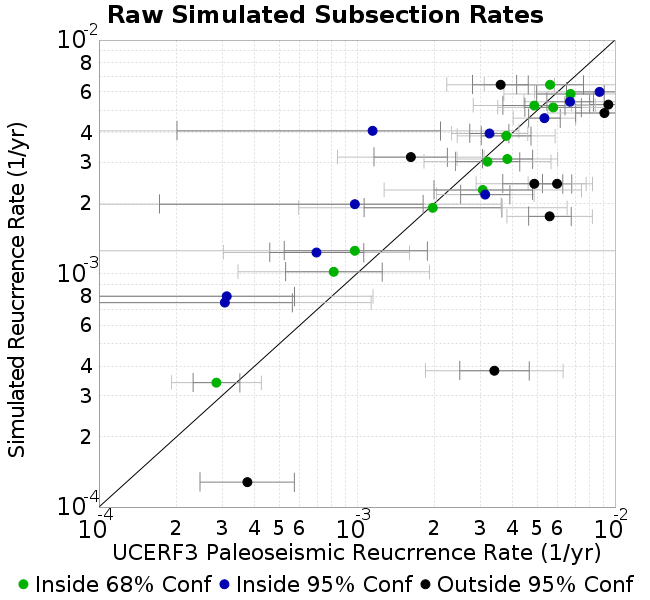 Raw Simulated Subsection Rates
10-2
8
6
4
3
2
10-3
8
6
4
3
2
10-4
Simulated Reucrrence Rate (1/yr)
10-4 2 3 4 5 6 10-3 2 3 4 5 6 10-2
UCERF3 Paleoseismic Reucrrence Rate (1/yr)
Inside 68% Conf Inside 95% Conf Outside 95% Conf